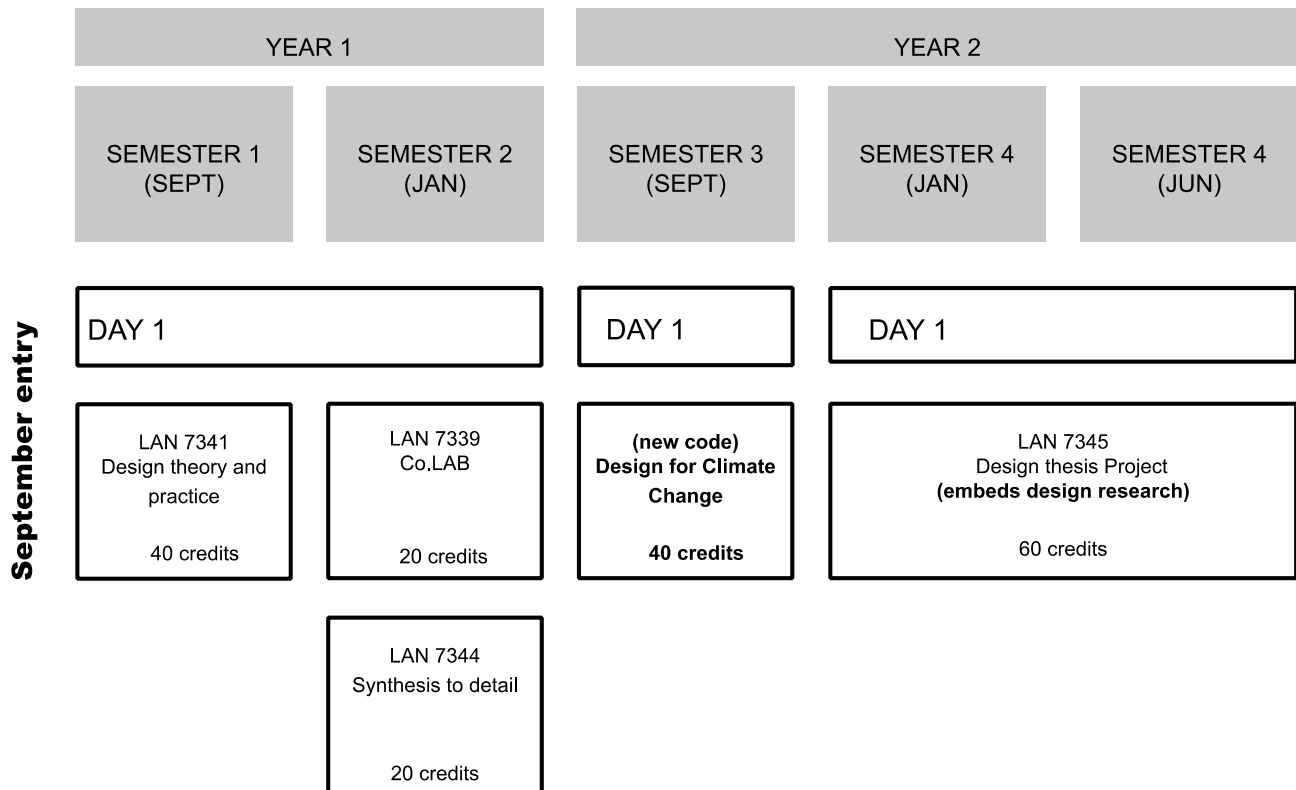 YEAR 1
YEAR 2
SEMESTER 1
(SEPT)
SEMESTER 2
(JAN)
SEMESTER 3
(SEPT)
SEMESTER 4
(JAN)
SEMESTER 4
(JUN)
September entry
DAY 1
DAY 1
DAY 1
LAN 7341
Design theory and
practice
40 credits
LAN 7339
Co.LAB
20 credits
(new code)
Design for Climate
Change
40 credits
LAN 7345
Design thesis Project
(embeds design research)
60 credits
LAN 7344
Synthesis to detail
20 credits